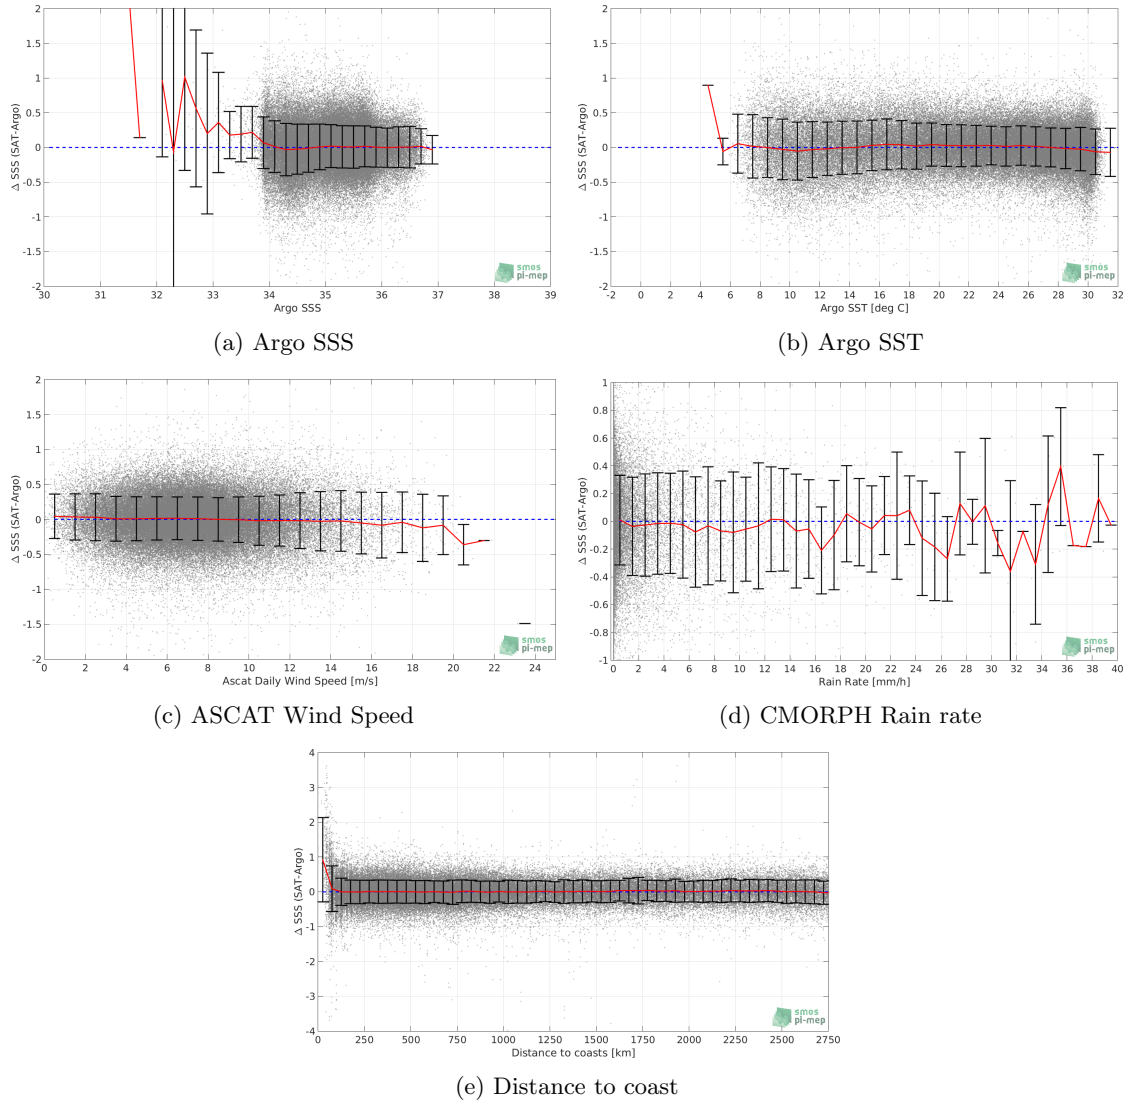 2
1.5
1
0.5
0
-0.5
-1
-1.5
-2
Δ SSS (SAT-Argo)
30 31 32 33 34 35 36 37 38 39
Argo SSS
smos
pi-mep
(a) Argo SSS
2
1.5
1
0.5
0
-0.5
-1
-1.5
-2
Δ SSS (SAT-Argo)
-2 0 2 4 6 8 10 12 14 16 18 20 22 24 26 28 30 32
Argo SST [deg C]
smos
pi-mep
(b) Argo SST
2
1.5
1
0.5
0
-0.5
-1
-1.5
-2
Δ SSS (SAT-Argo)
0 2 4 6 8 10 12 14 16 18 20 22 24
Ascat Daily Wind Speed [m/s]
smos
pi-mep
(c) ASCAT Wind Speed
1
0.8
0.6
0.4
0.2
0
-0.2
-0.4
-0.6
-0.8
-1
Δ SSS (SAT-Argo)
0 2 4 6 8 10 12 14 16 18 20 22 24 26 28 30 32 34 36 38 40
Rain Rate [mm/h]
smos
pi-mep
(d) CMORPH Rain rate
4
3
2
1
0
-1
-2
-3
-4
Δ SSS (SAT-Argo)
0 250 500 750 1000 1250 1500 1750 2000 2250 2500 2750
Distance to coasts [km]
smos
pi-mep
(e) Distance to coast